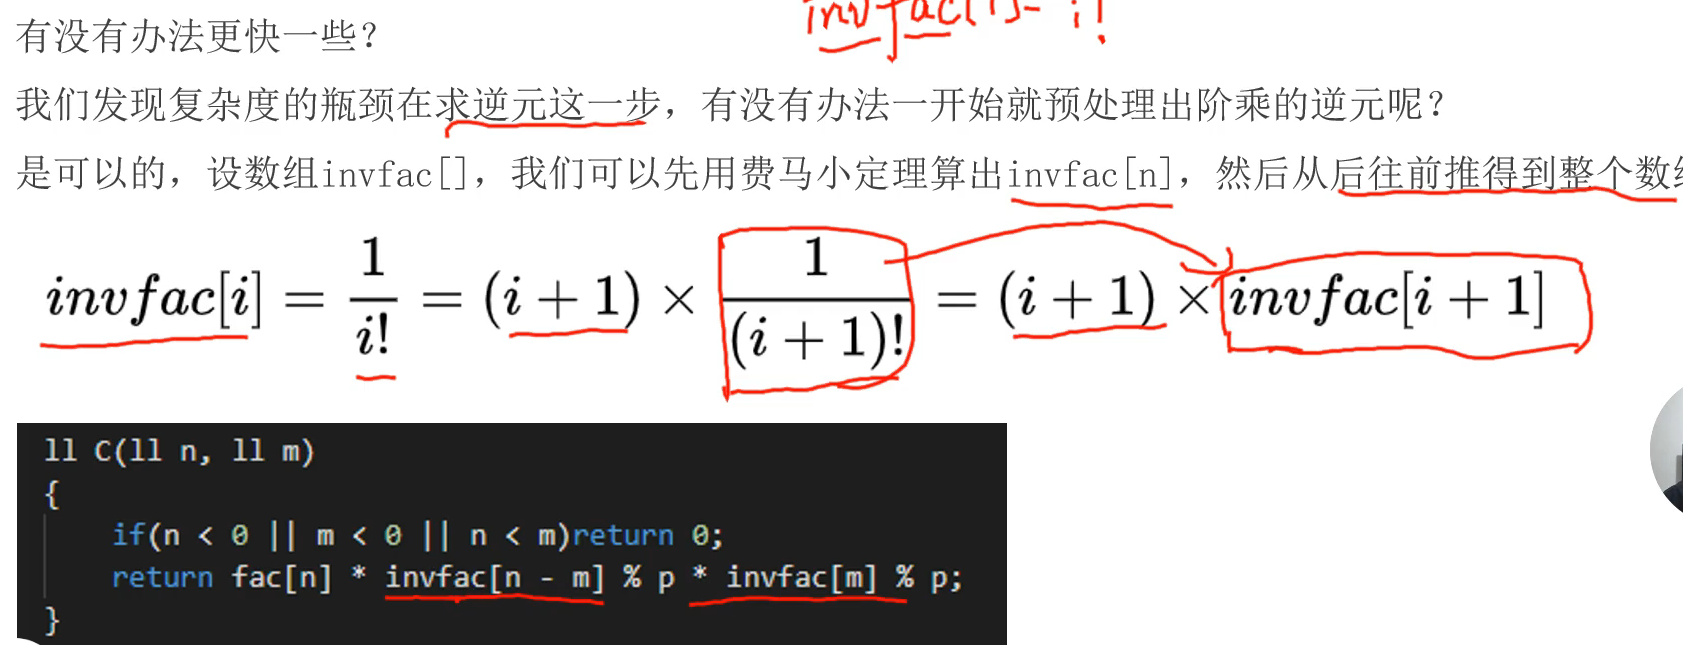 invfac[i]= i!
有没有办法更快一些？
我们发现复杂度的瓶颈在求逆元这一步，有没有办法一开始就预处理出阶乘的逆元呢？
是可以的，设数组invfac[]，我们可以先用费马小定理算出invfac[n]，然后从后往前推得到整个数
invfac[i] = 1/i! = (i + 1) × 1/(i + 1)! = (i + 1) × invfac[i + 1]
ll C(ll n, ll m)
{
if(n < 0 || m < 0 || n < m)return 0;
return fac[n] * invfac[n - m] % p * invfac[m] % p;
}